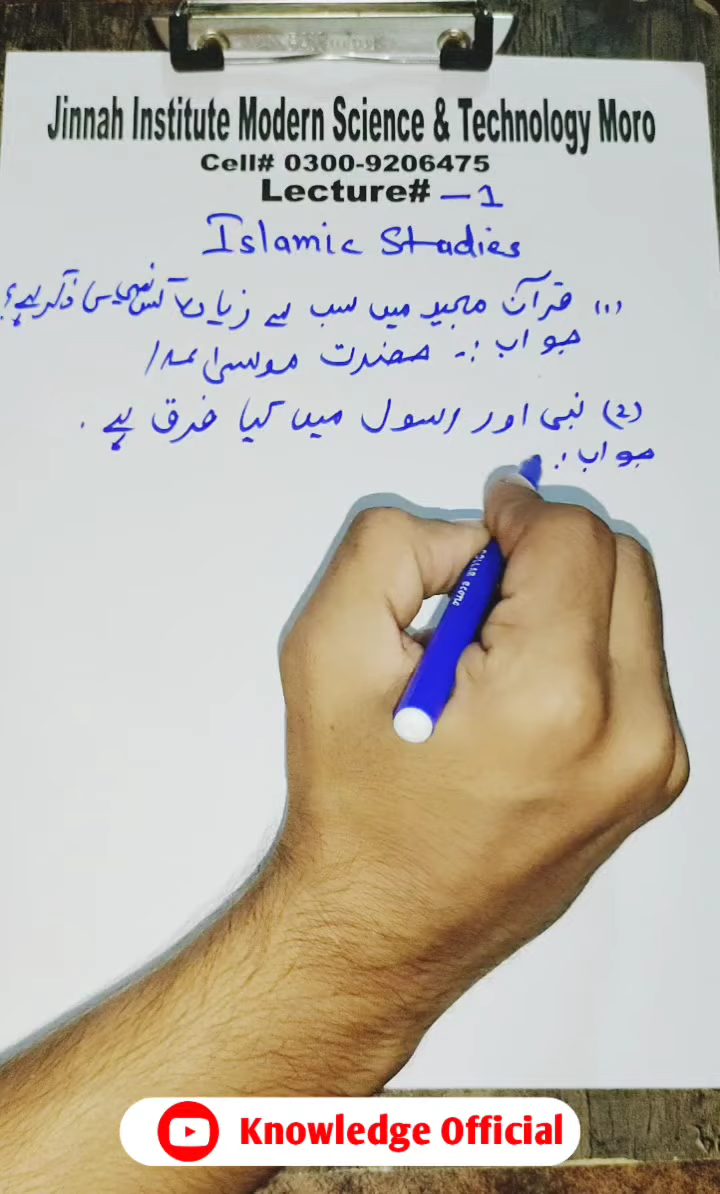 Jinnah Institute Modern Science & Technology Moro
Cell# 0300-9206475
Lecture# - 1
Islamic Studies
(1) قرآن مجید میں سب سے زیادہ کس نبی کا ذکر ہے؟
جواب :۔ حضرت موسیٰ
(2) نبی اور رسول میں کیا فرق ہے ۔
جواب :
Knowledge Official